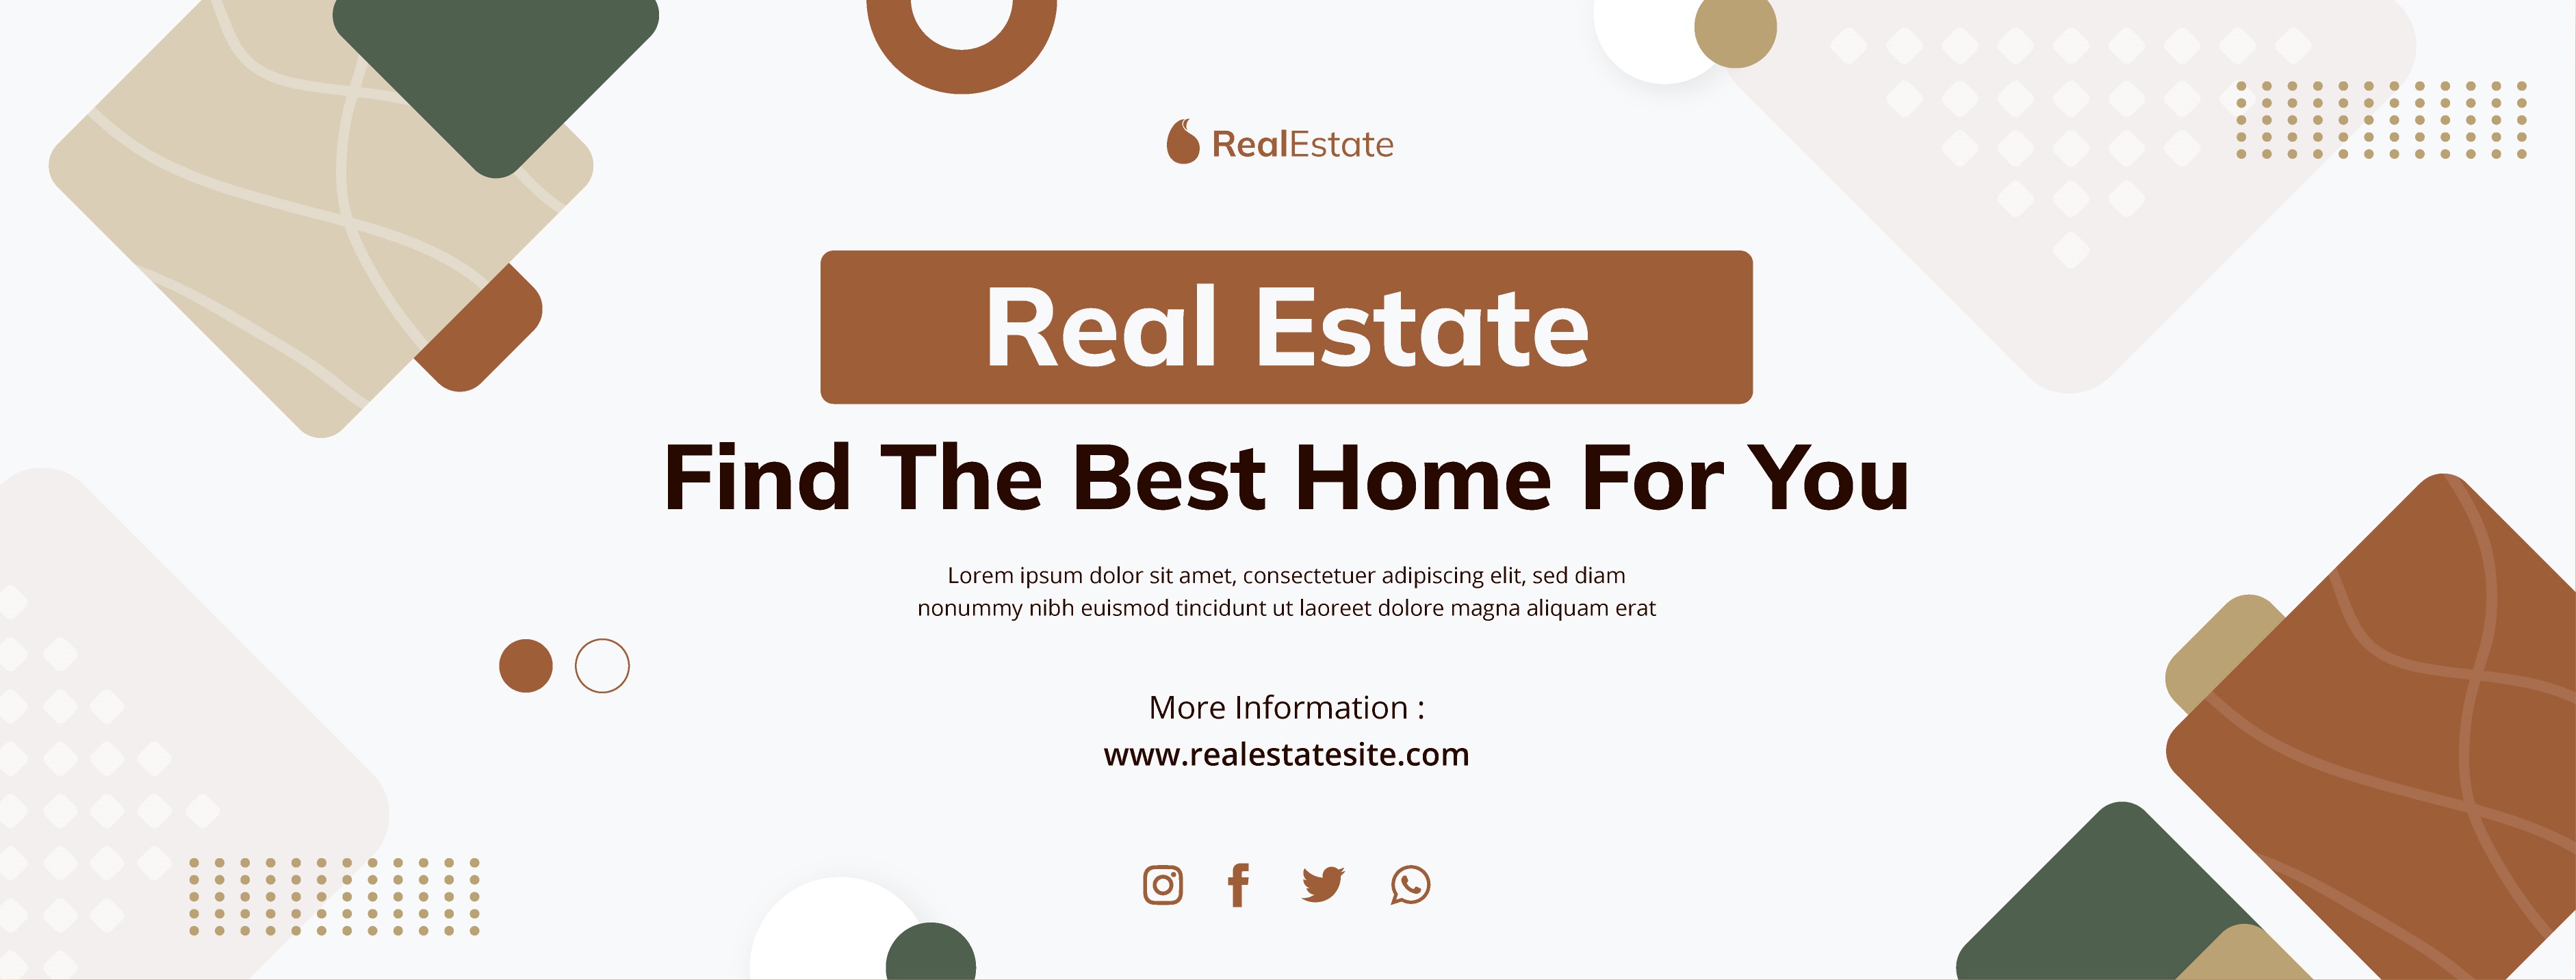 RealEstate
Real Estate
Find The Best Home For You
Lorem ipsum dolor sit amet, consectetuer adipiscing elit, sed diam
nonummy nibh euismod tincidunt ut laoreet dolore magna aliquam erat
More Information :
www.realestatesite.com